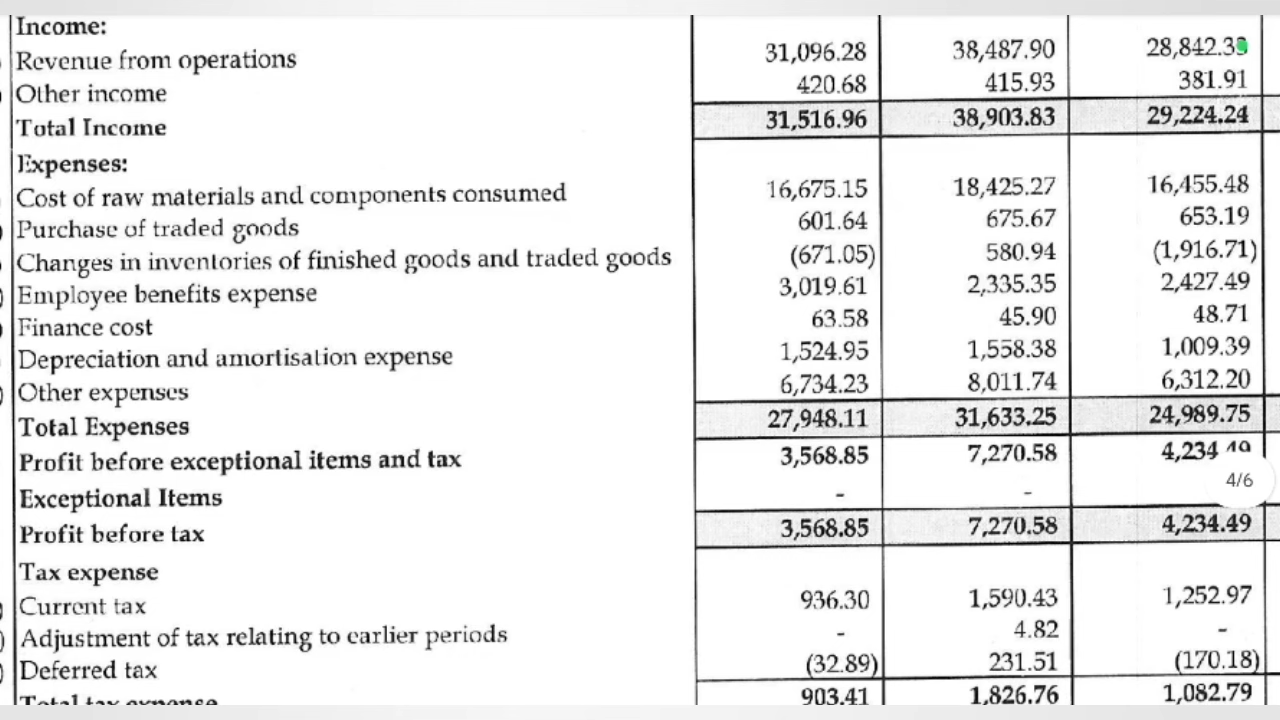 Income:
Revenue from operations 31,096.28 38,487.90 28,842.33
Other income 420.68 415.93 381.91
Total Income 31,516.96 38,903.83 29,224.24
Expenses:
Cost of raw materials and components consumed 16,675.15 18,425.27 16,455.48
Purchase of traded goods 601.64 675.67 653.19
Changes in inventories of finished goods and traded goods (671.05) 580.94 (1,916.71)
Employee benefits expense 3,019.61 2,335.35 2,427.49
Finance cost 63.58 45.90 48.71
Depreciation and amortisation expense 1,524.95 1,558.38 1,009.39
Other expenses 6,734.23 8,011.74 6,312.20
Total Expenses 27,948.11 31,633.25 24,989.75
Profit before exceptional items and tax 3,568.85 7,270.58 4,234.49
Exceptional Items - -
4/6
Profit before tax 3,568.85 7,270.58 4,234.49
Tax expense
Current tax 936.30 1,590.43 1,252.97
Adjustment of tax relating to earlier periods - 4.82 -
Deferred tax (32.89) 231.51 (170.18)
Total tax expense 903.41 1,826.76 1,082.79